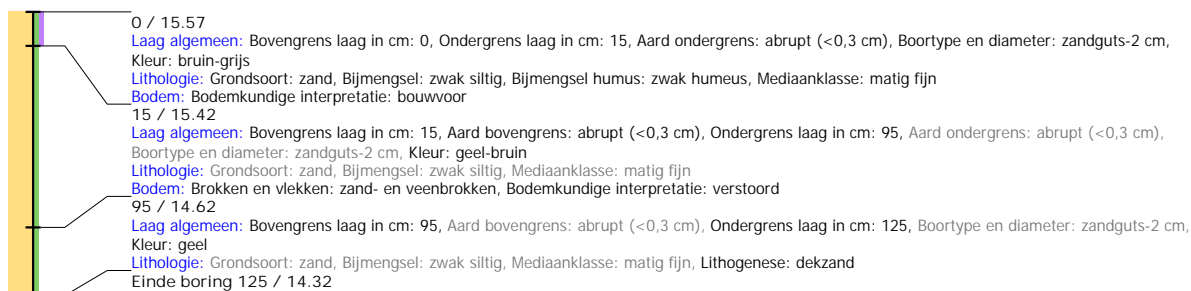 0 / 15.57
Laag algemeen: Bovengrens laag in cm: 0, Ondergrens laag in cm: 15, Aard ondergrens: abrupt (<0,3 cm), Boortype en diameter: zandguts-2 cm,
Kleur: bruin-grijs
Lithologie: Grondsoort: zand, Bijmengsel: zwak siltig, Bijmengsel humus: zwak humeus, Mediaanklasse: matig fijn
Bodem: Bodemkundige interpretatie: bouwvoor
15 / 15.42
Laag algemeen: Bovengrens laag in cm: 15, Aard bovengrens: abrupt (<0,3 cm), Ondergrens laag in cm: 95, Aard ondergrens: abrupt (<0,3 cm),
Boortype en diameter: zandguts-2 cm, Kleur: geel-bruin
Lithologie: Grondsoort: zand, Bijmengsel: zwak siltig, Mediaanklasse: matig fijn
Bodem: Brokken en vlekken: zand- en veenbrokken, Bodemkundige interpretatie: verstoord
95 / 14.62
Laag algemeen: Bovengrens laag in cm: 95, Aard bovengrens: abrupt (<0,3 cm), Ondergrens laag in cm: 125, Boortype en diameter: zandguts-2 cm,
Kleur: geel
Lithologie: Grondsoort: zand, Bijmengsel: zwak siltig, Mediaanklasse: matig fijn, Lithogenese: dekzand
Einde boring 125 / 14.32